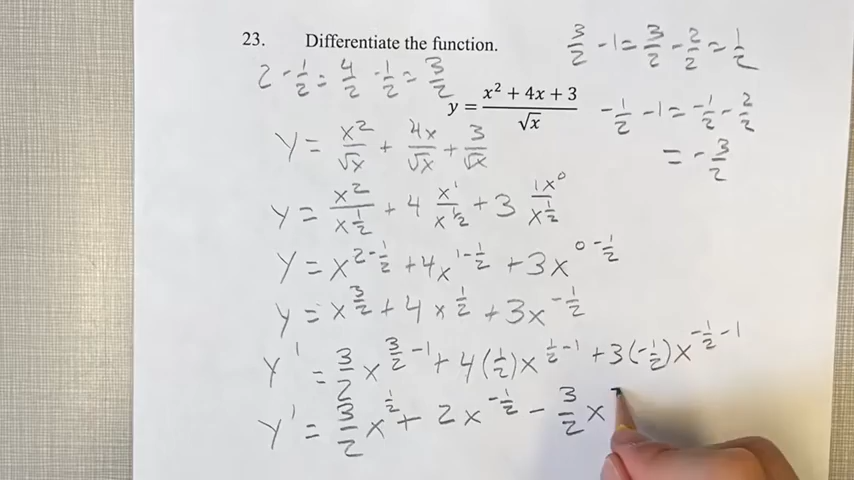 23. Differentiate the function.
3/2 - 1 = 3/2 - 2/2 = 1/2
2 - 1/2 = 4/2 - 1/2 = 3/2
y = (x² + 4x + 3)/√x
-1/2 - 1 = -1/2 - 2/2
= -3/2
y = x²/√x + 4x/√x + 3/√x
y = x²/x^(1/2) + 4 x^1/x^(1/2) + 3 1x^0/x^(1/2)
y = x^(2-1/2) + 4x^(1-1/2) + 3x^(0-1/2)
y = x^(3/2) + 4x^(1/2) + 3x^(-1/2)
y' = 3/2 x^(3/2 - 1) + 4(1/2)x^(1/2 - 1) + 3(-1/2)x^(-1/2 - 1)
y' = 3/2 x^(1/2) + 2x^(-1/2) - 3/2 x